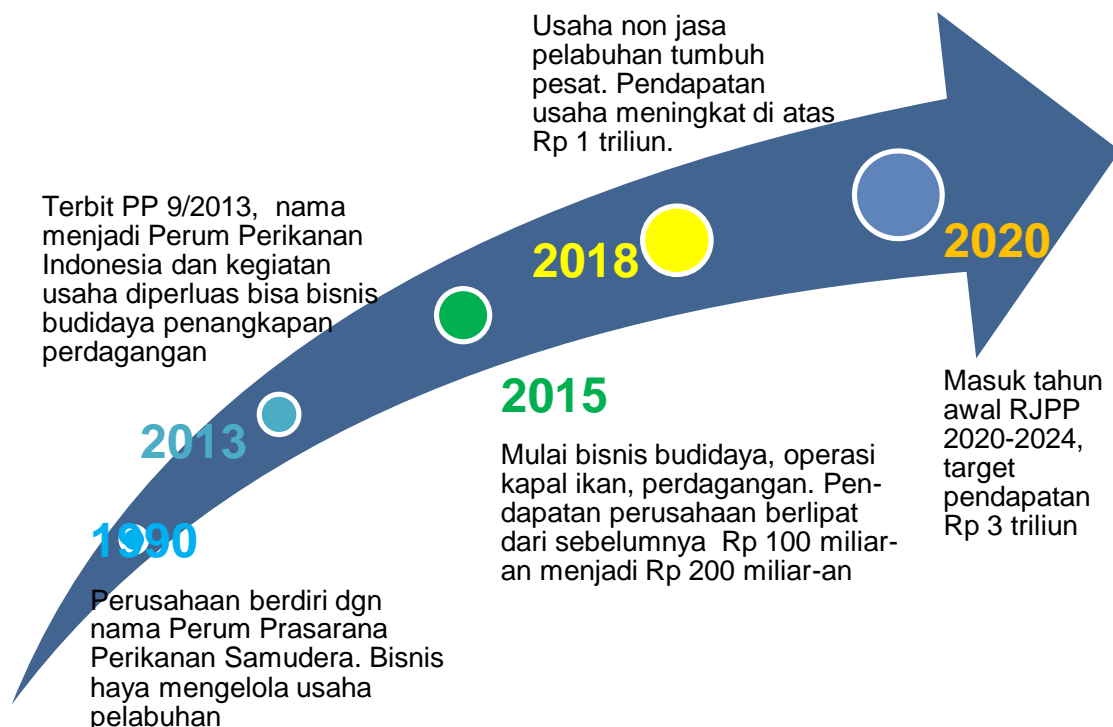 1990
Perusahaan berdiri dgn
nama Perum Prasarana
Perikanan Samudera. Bisnis
haya mengelola usaha
pelabuhan
2013
Terbit PP 9/2013, nama
menjadi Perum Perikanan
Indonesia dan kegiatan
usaha diperluas bisa bisnis
budidaya penangkapan
perdagangan
2015
Mulai bisnis budidaya, operasi
kapal ikan, perdagangan. Pen-
dapatan perusahaan berlipat
dari sebelumnya Rp 100 miliar-
an menjadi Rp 200 miliar-an
2018
Usaha non jasa
pelabuhan tumbuh
pesat. Pendapatan
usaha meningkat di atas
Rp 1 triliun.
2020
Masuk tahun
awal RJPP
2020-2024,
target
pendapatan
Rp 3 triliun